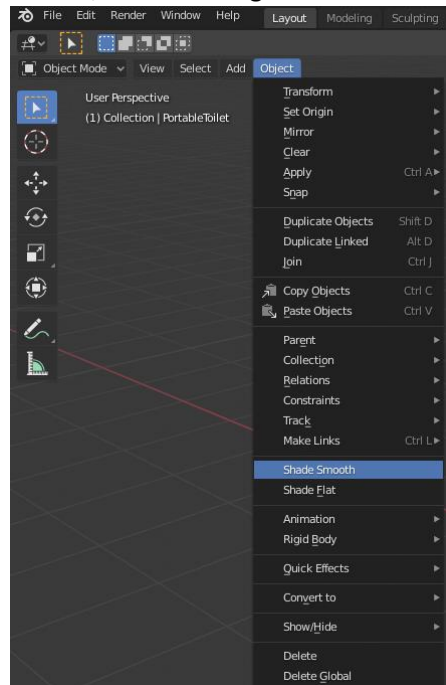 File Edit Render Window Help Layout Modeling Sculpting
Object Mode View Select Add Object
User Perspective
(1) Collection | PortableToilet
Transform
Set Origin
Mirror
Clear
Apply Ctrl A
Snap
Duplicate Objects Shift D
Duplicate Linked Alt D
Join Ctrl J
Copy Objects Ctrl C
Paste Objects Ctrl V
Parent
Collection
Relations
Constraints
Track
Make Links Ctrl L
Shade Smooth
Shade Flat
Animation
Rigid Body
Quick Effects
Convert to
Show/Hide
Delete
Delete Global